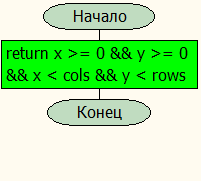 Начало
return x >= 0 && y >= 0
&& x < cols && y < rows
Конец